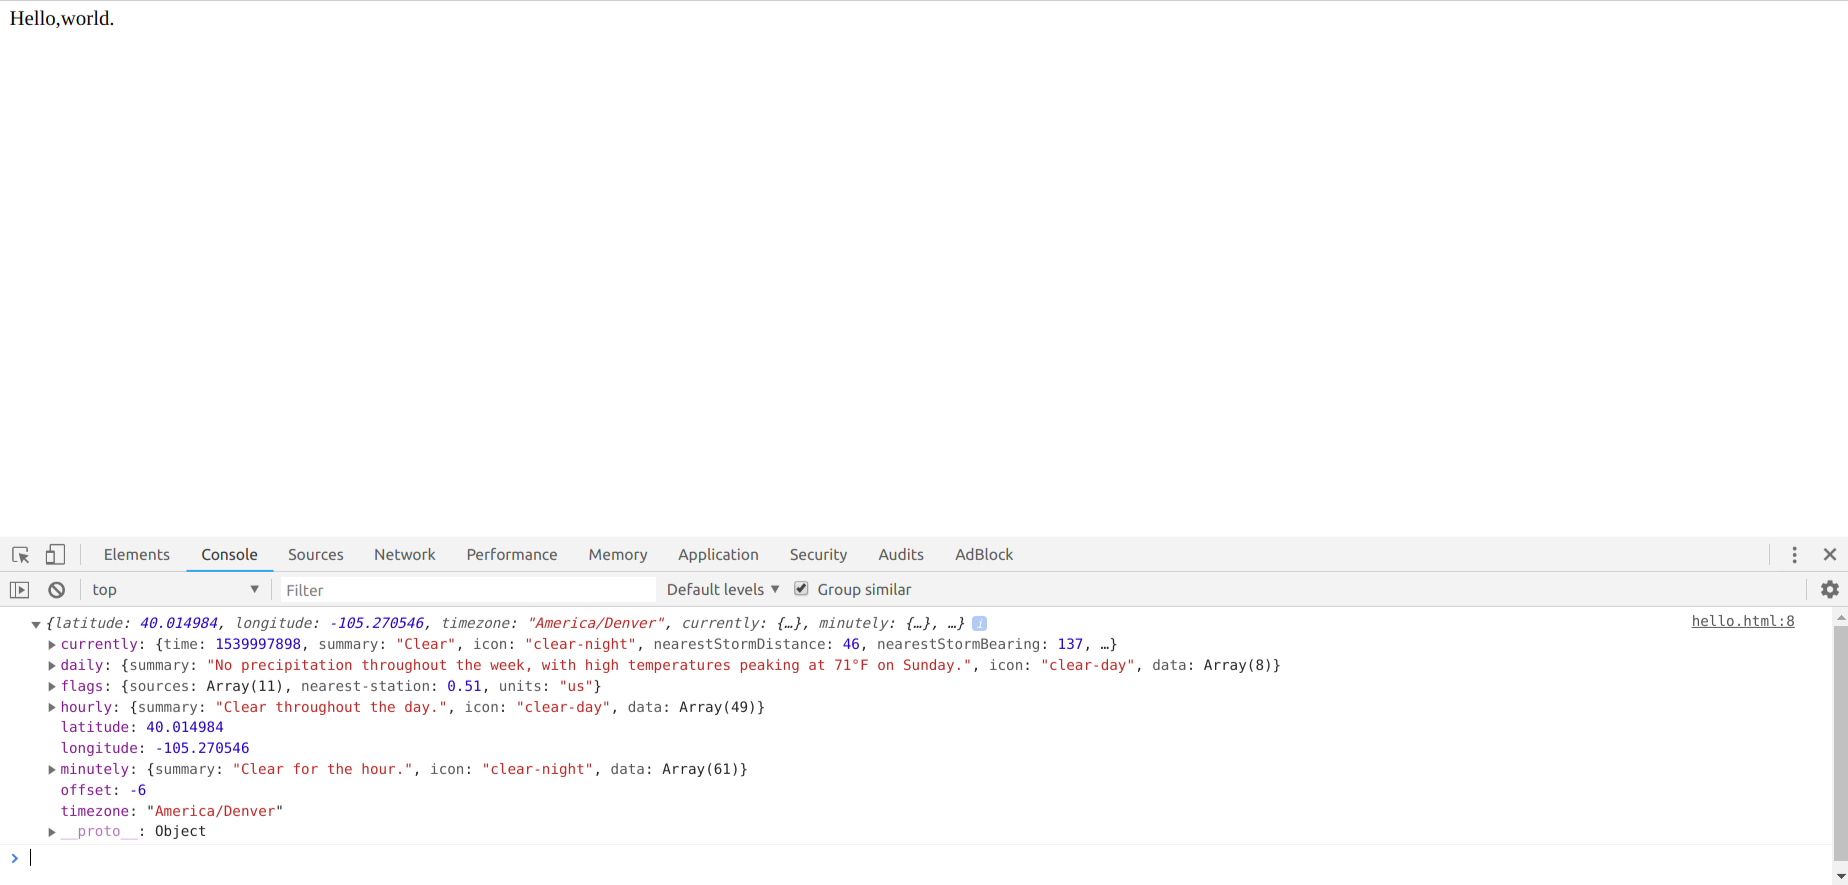 Hello,world.
Elements Console Sources Network Performance Memory Application Security Audits AdBlock
top Filter Default levels Group similar
{latitude: 40.014984, longitude: -105.270546, timezone: "America/Denver", currently: {…}, minutely: {…}, …} i hello.html:8
currently: {time: 1539997898, summary: "Clear", icon: "clear-night", nearestStormDistance: 46, nearestStormBearing: 137, …}
daily: {summary: "No precipitation throughout the week, with high temperatures peaking at 71°F on Sunday.", icon: "clear-day", data: Array(8)}
flags: {sources: Array(11), nearest-station: 0.51, units: "us"}
hourly: {summary: "Clear throughout the day.", icon: "clear-day", data: Array(49)}
latitude: 40.014984
longitude: -105.270546
minutely: {summary: "Clear for the hour.", icon: "clear-night", data: Array(61)}
offset: -6
timezone: "America/Denver"
__proto__: Object